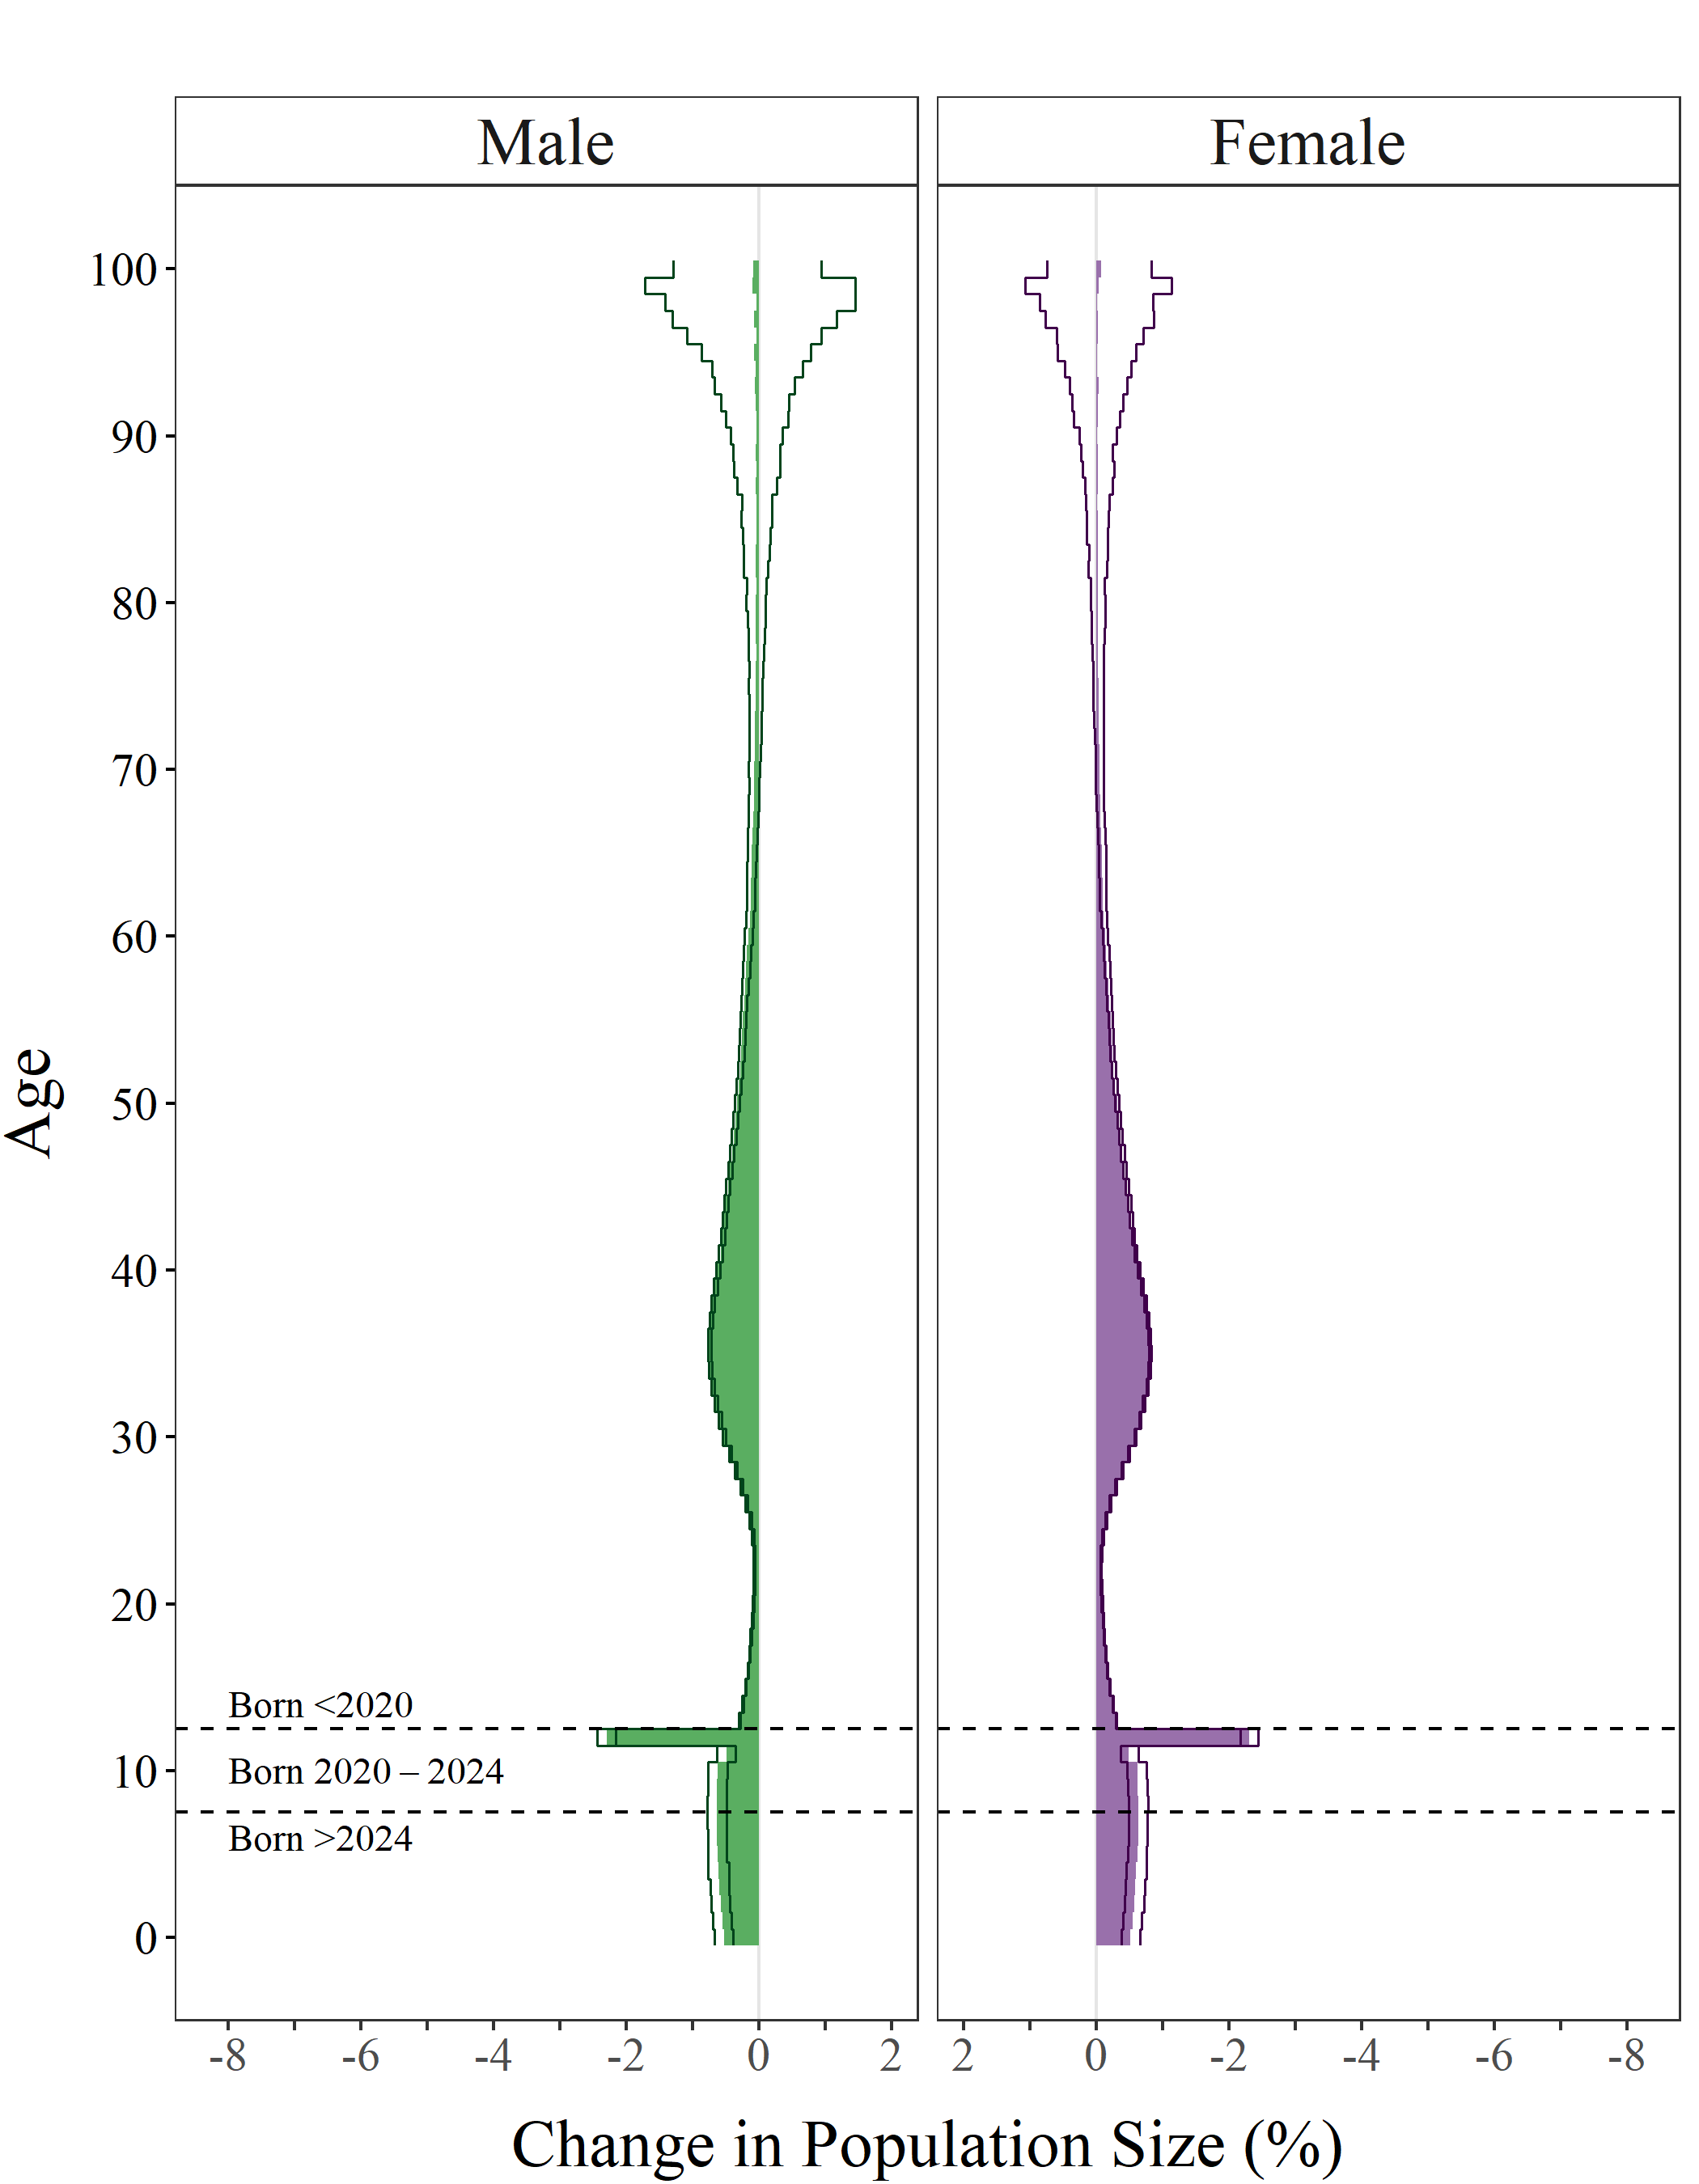 Male
Female
100
90
80
70
60
50
40
30
20
10
0
Age
Born <2020
Born 2020 – 2024
Born >2024
-8 -6 -4 -2 0 2
2 0 -2 -4 -6 -8
Change in Population Size (%)